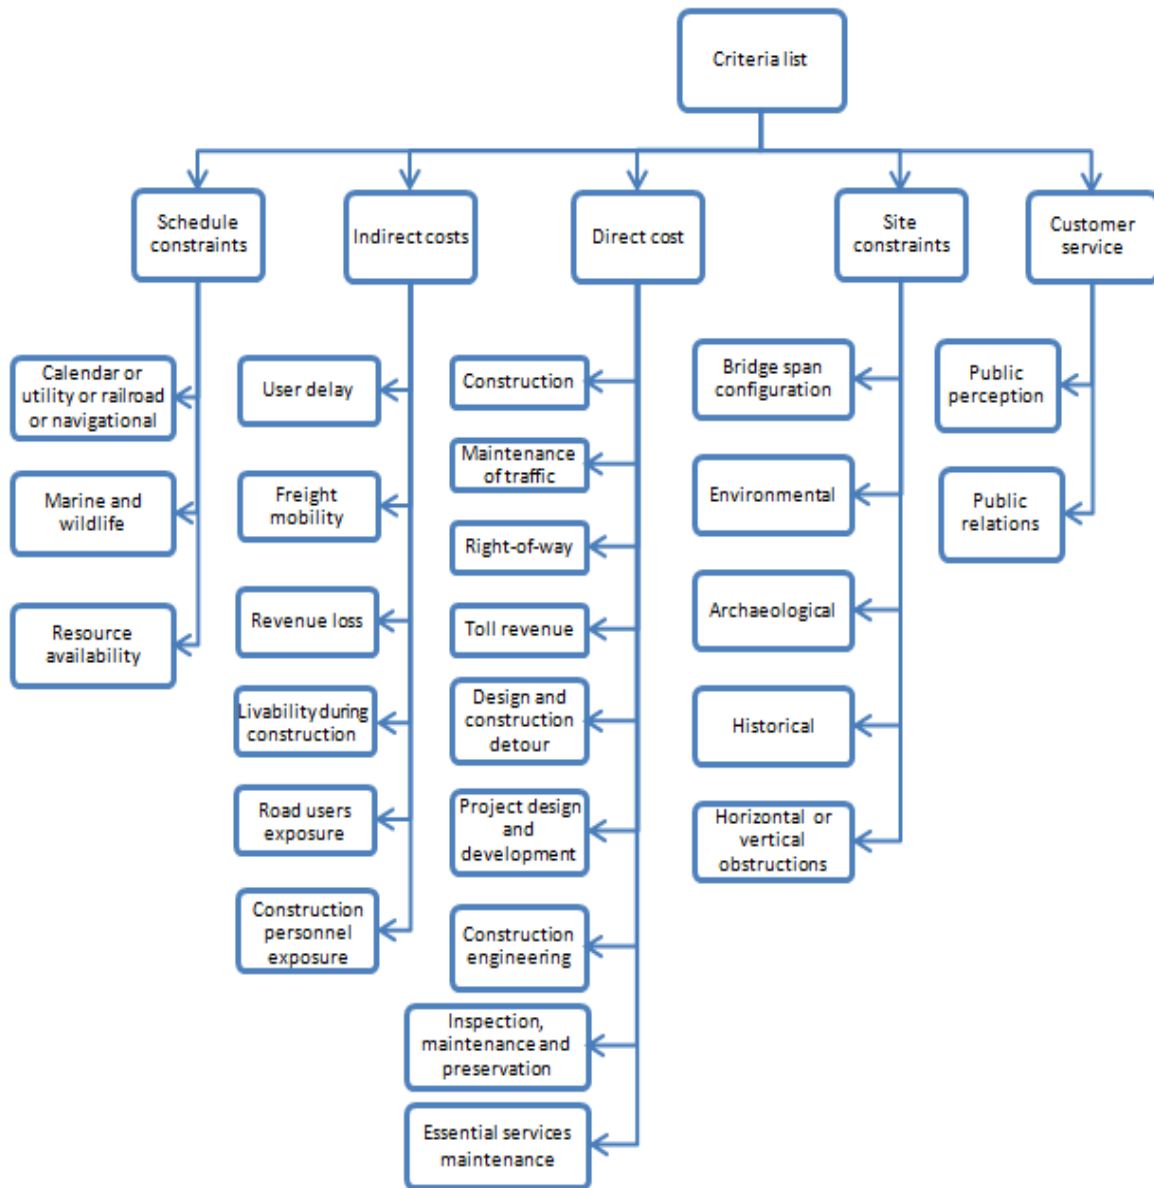 Criteria list
Schedule
constraints
Indirect costs
Direct cost
Site
constraints
Customer
service
Calendar or
utility or railroad
or navigational
Marine and
wildlife
Resource
availability
User delay
Freight
mobility
Revenue loss
Livability during
construction
Road users
exposure
Construction
personnel
exposure
Construction
Maintenance
of traffic
Right-of-way
Toll revenue
Design and
construction
detour
Project design
and
development
Construction
engineering
Inspection,
maintenance and
preservation
Essential services
maintenance
Bridge span
configuration
Environmental
Archaeological
Historical
Horizontal or
vertical
obstructions
Public
perception
Public
relations